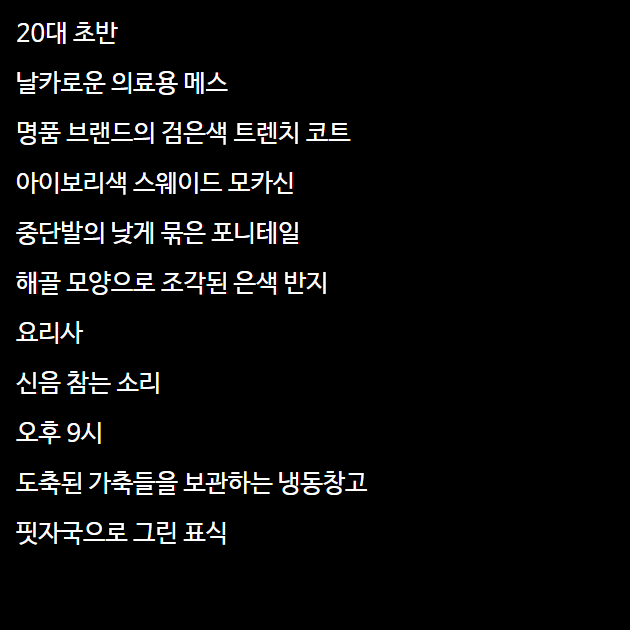 20대 초반
날카로운 의료용 메스
명품 브랜드의 검은색 트렌치 코트
아이보리색 스웨이드 모카신
중단발의 낮게 묶은 포니테일
해골 모양으로 조각된 은색 반지
요리사
신음 참는 소리
오후 9시
도축된 가축들을 보관하는 냉동창고
핏자국으로 그린 표식